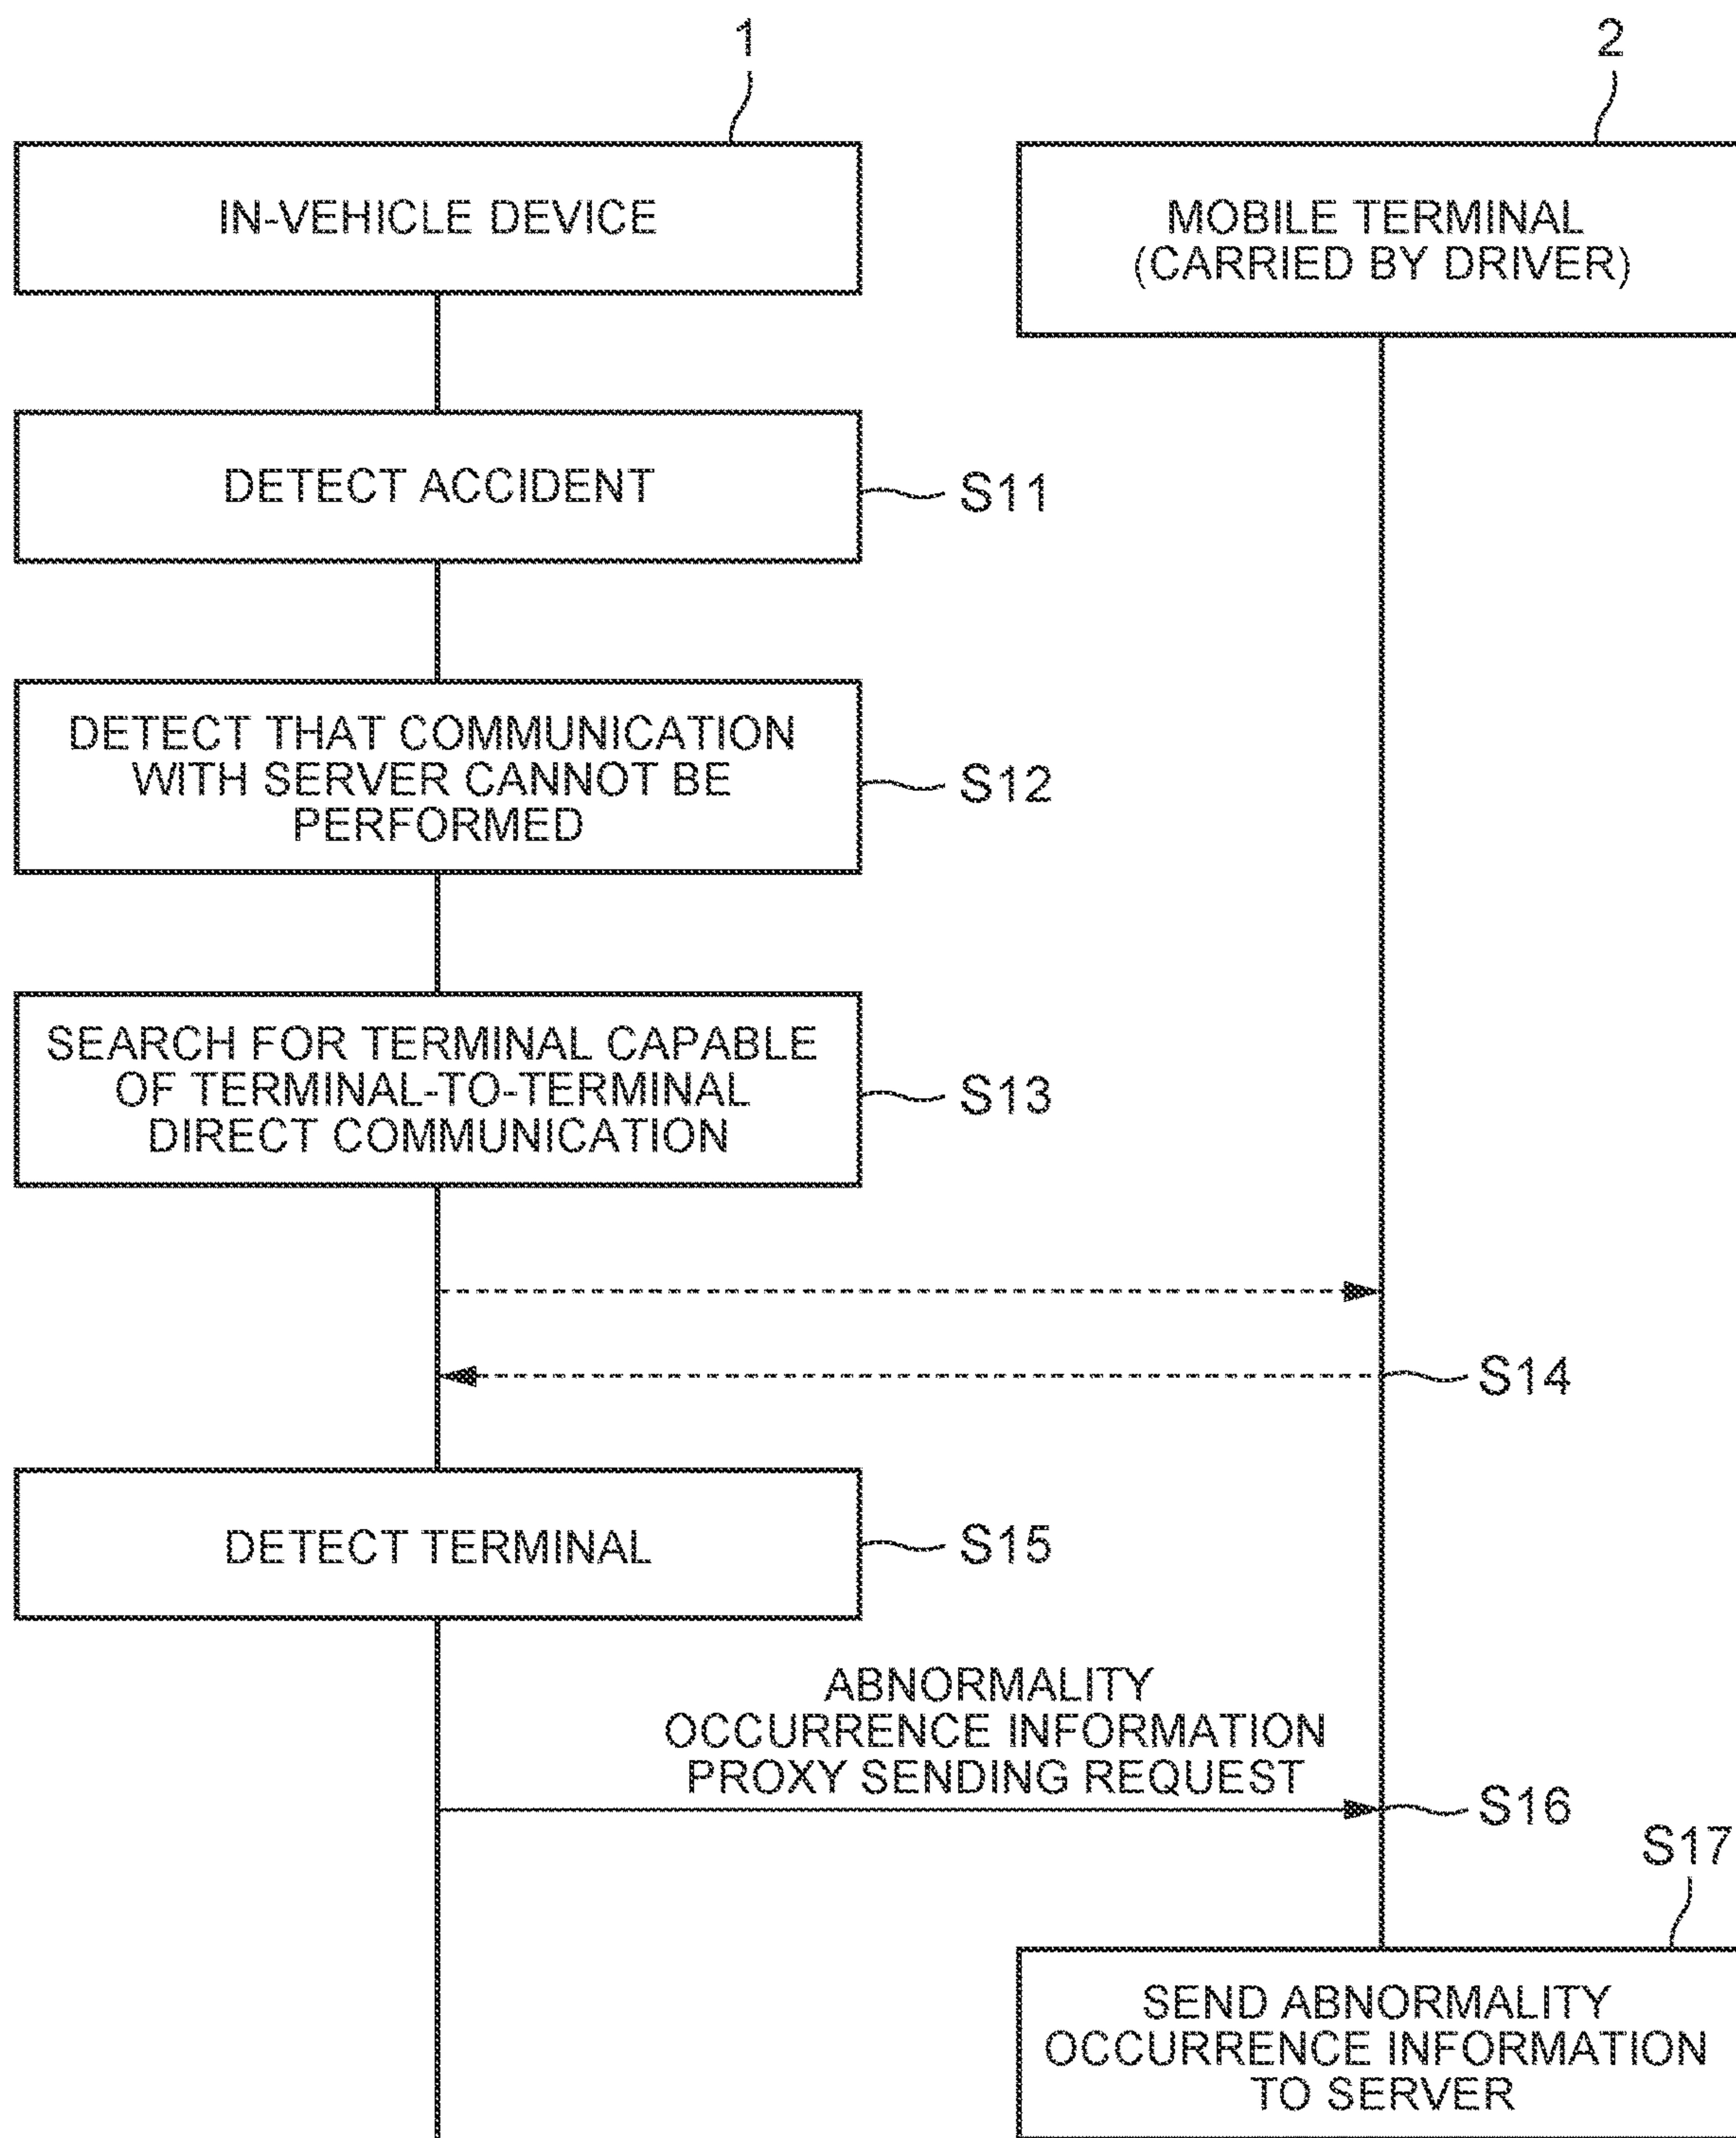 1
2
IN-VEHICLE DEVICE
MOBILE TERMINAL
(CARRIED BY DRIVER)
DETECT ACCIDENT
S11
DETECT THAT COMMUNICATION
WITH SERVER CANNOT BE
PERFORMED
S12
SEARCH FOR TERMINAL CAPABLE
OF TERMINAL-TO-TERMINAL
DIRECT COMMUNICATION
S13
S14
DETECT TERMINAL
S15
ABNORMALITY
OCCURRENCE INFORMATION
PROXY SENDING REQUEST
S16
S17
SEND ABNORMALITY
OCCURRENCE INFORMATION
TO SERVER